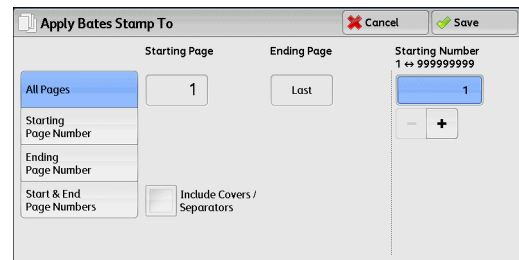 Apply Bates Stamp To
Cancel
Save
Starting Page
Ending Page
Starting Number
1 ↔ 999999999
All Pages
1
Last
1
− +
Starting
Page Number
Ending
Page Number
Start & End
Page Numbers
Include Covers /
Separators